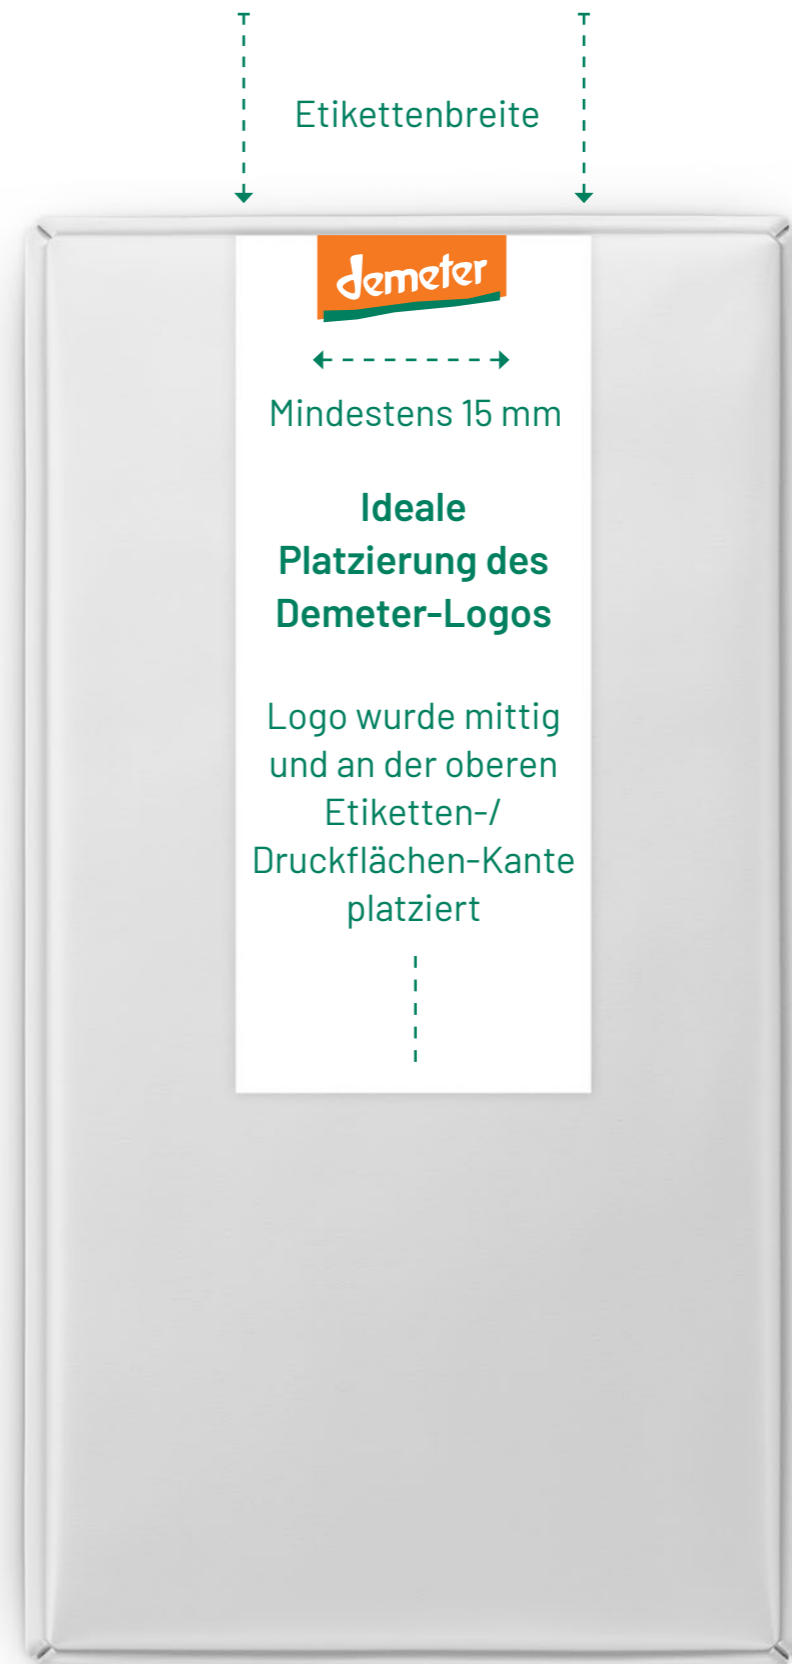 Etikettenbreite
demeter
Mindestens 15 mm
Ideale
Platzierung des
Demeter-Logos
Logo wurde mittig
und an der oberen
Etiketten-/
Druckflächen-Kante
platziert